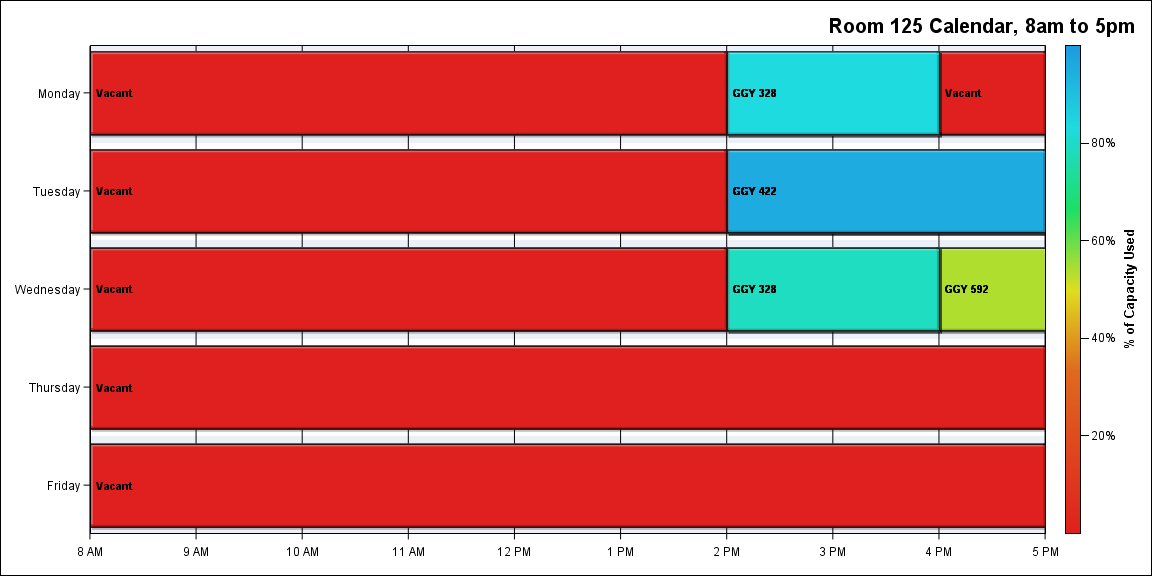 Room 125 Calendar, 8am to 5pm
Monday
Vacant
GGY 328
Vacant
Tuesday
Vacant
GGY 422
Wednesday
Vacant
GGY 328
GGY 592
Thursday
Vacant
Friday
Vacant
8 AM
9 AM
10 AM
11 AM
12 PM
1 PM
2 PM
3 PM
4 PM
5 PM
80%
60%
40%
20%
% of Capacity Used